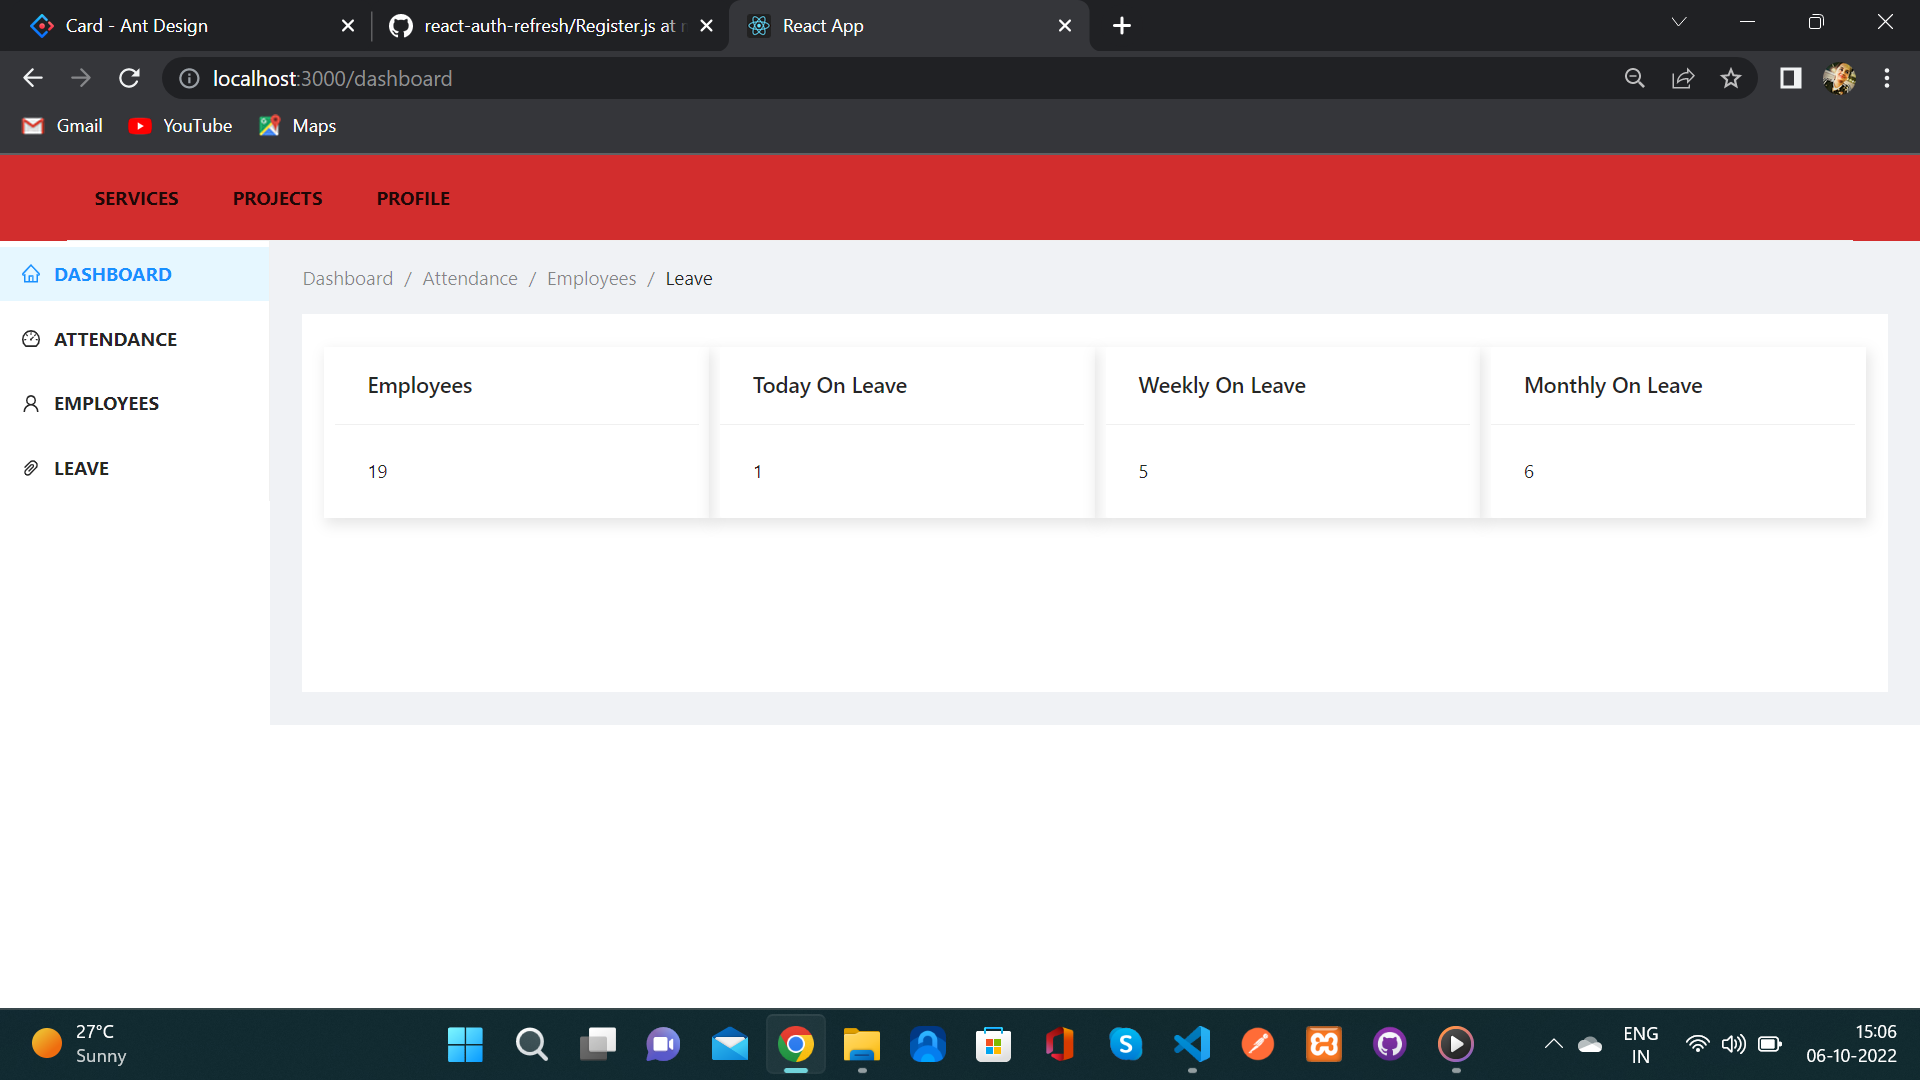 Card - Ant Design
react-auth-refresh/Register.js at
React App
localhost:3000/dashboard
Gmail
YouTube
Maps
SERVICES
PROJECTS
PROFILE
DASHBOARD
ATTENDANCE
EMPLOYEES
LEAVE
Dashboard / Attendance / Employees / Leave
Employees
19
Today On Leave
1
Weekly On Leave
5
Monthly On Leave
6
27°C
Sunny
ENG
IN
15:06
06-10-2022